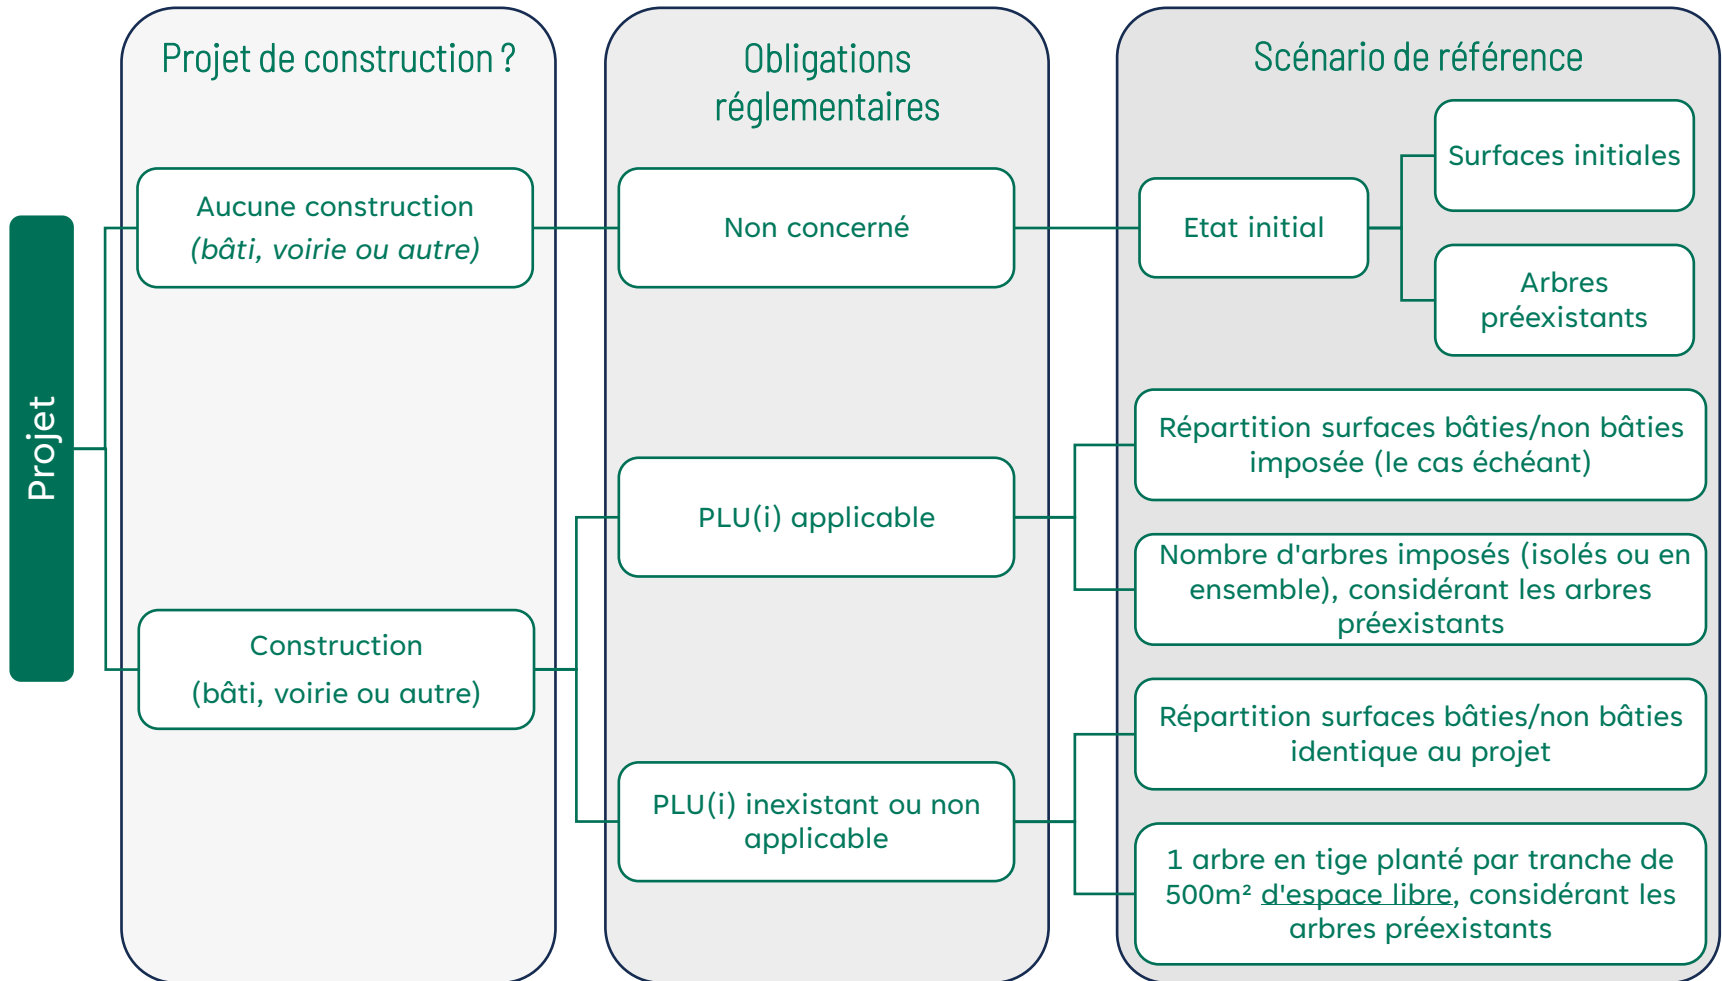 Projet de construction ?
Obligations
réglementaires
Scénario de référence
Projet
Aucune construction
(bâti, voirie ou autre)
Non concerné
Etat initial
Surfaces initiales
Arbres
préexistants
Construction
(bâti, voirie ou autre)
PLU(i) applicable
Répartition surfaces bâties/non bâties
imposée (le cas échéant)
Nombre d'arbres imposés (isolés ou en
ensemble), considérant les arbres
préexistants
PLU(i) inexistant ou non
applicable
Répartition surfaces bâties/non bâties
identique au projet
1 arbre en tige planté par tranche de
500m² d'espace libre, considérant les
arbres préexistants